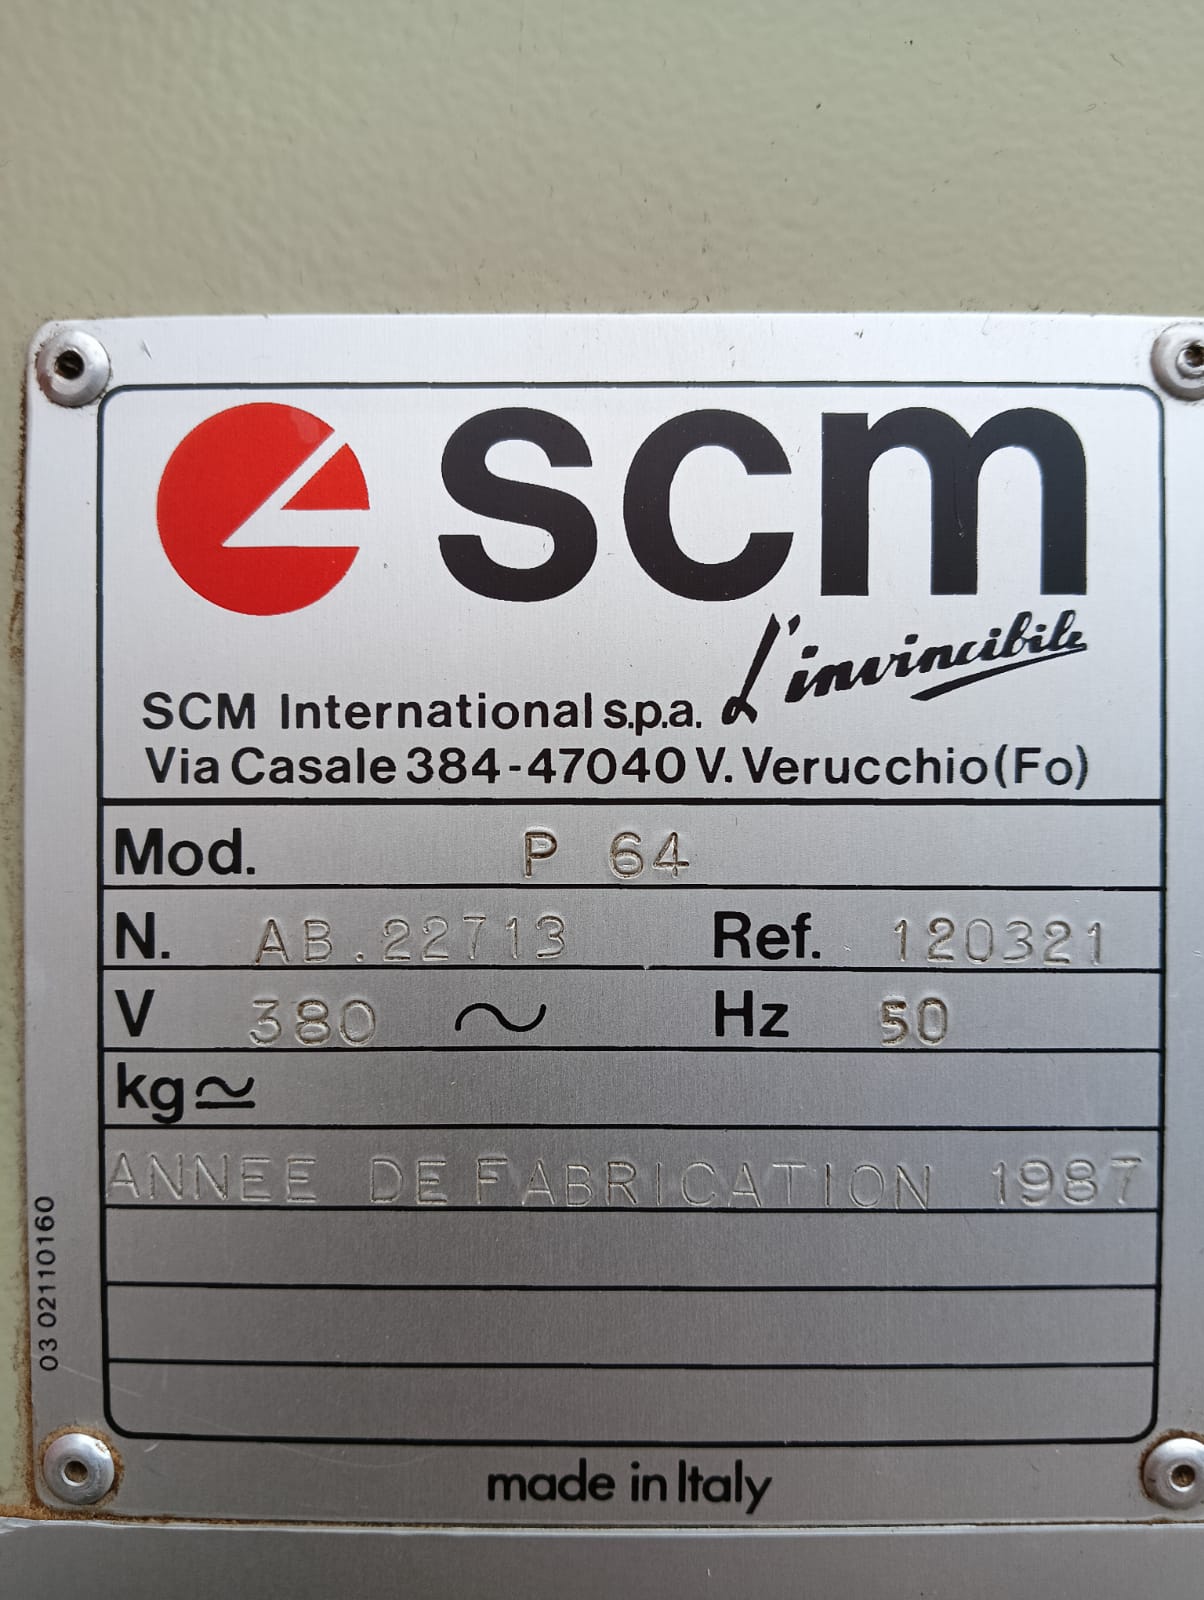 scm
L'invincibile
SCM International s.p.a.
Via Casale 384-47040 V. Verucchio (Fo)
Mod. P 64
N. AB.22713 Ref. 120321
V 380 ~ Hz 50
kg ≃
ANNEE DE FABRICATION 1987
03 02110160
made in Italy